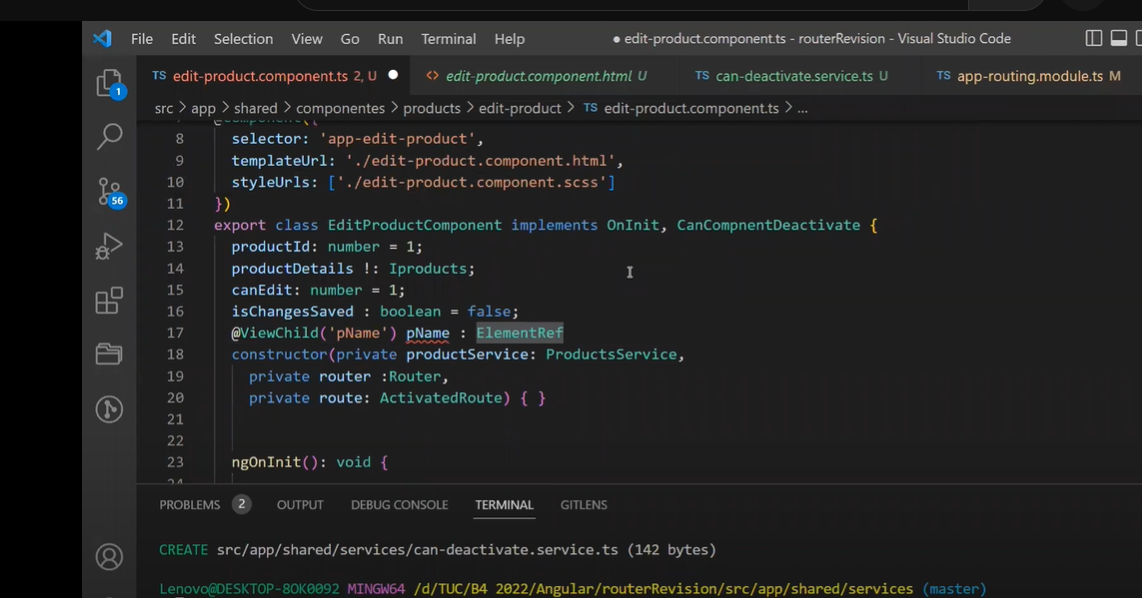 File Edit Selection View Go Run Terminal Help ● edit-product.component.ts - routerRevision - Visual Studio Code
TS edit-product.component.ts 2, U ● <> edit-product.component.html U TS can-deactivate.service.ts U TS app-routing.module.ts M
1
src > app > shared > componentes > products > edit-product > TS edit-product.component.ts > ...
@Component({
8 selector: 'app-edit-product',
9 templateUrl: './edit-product.component.html',
10 styleUrls: ['./edit-product.component.scss']
56
11 })
12 export class EditProductComponent implements OnInit, CanCompnentDeactivate {
13 productId: number = 1;
14 productDetails !: Iproducts;
15 canEdit: number = 1;
16 isChangesSaved : boolean = false;
17 @ViewChild('pName') pName : ElementRef
18 constructor(private productService: ProductsService,
19 private router :Router,
20 private route: ActivatedRoute) { }
21
22
23 ngOnInit(): void {
24
PROBLEMS 2 OUTPUT DEBUG CONSOLE TERMINAL GITLENS
CREATE src/app/shared/services/can-deactivate.service.ts (142 bytes)
Lenovo@DESKTOP-8OK0092 MINGW64 /d/TUC/B4 2022/Angular/routerRevision/src/app/shared/services (master)